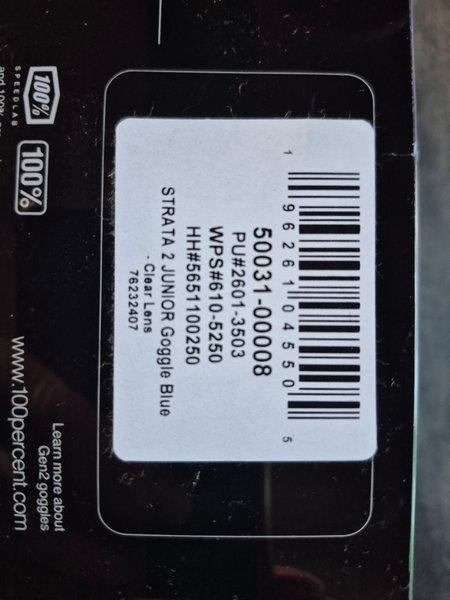 1 96261 04550 5
50031-00008
PU#2601-3503
WPS#610-5250
HH#5651100250
STRATA 2 JUNIOR Goggle Blue
- Clear Lens
76232407
100%
SPEEDLAB
100%
Learn more about
Gen2 goggles
www.100percent.com